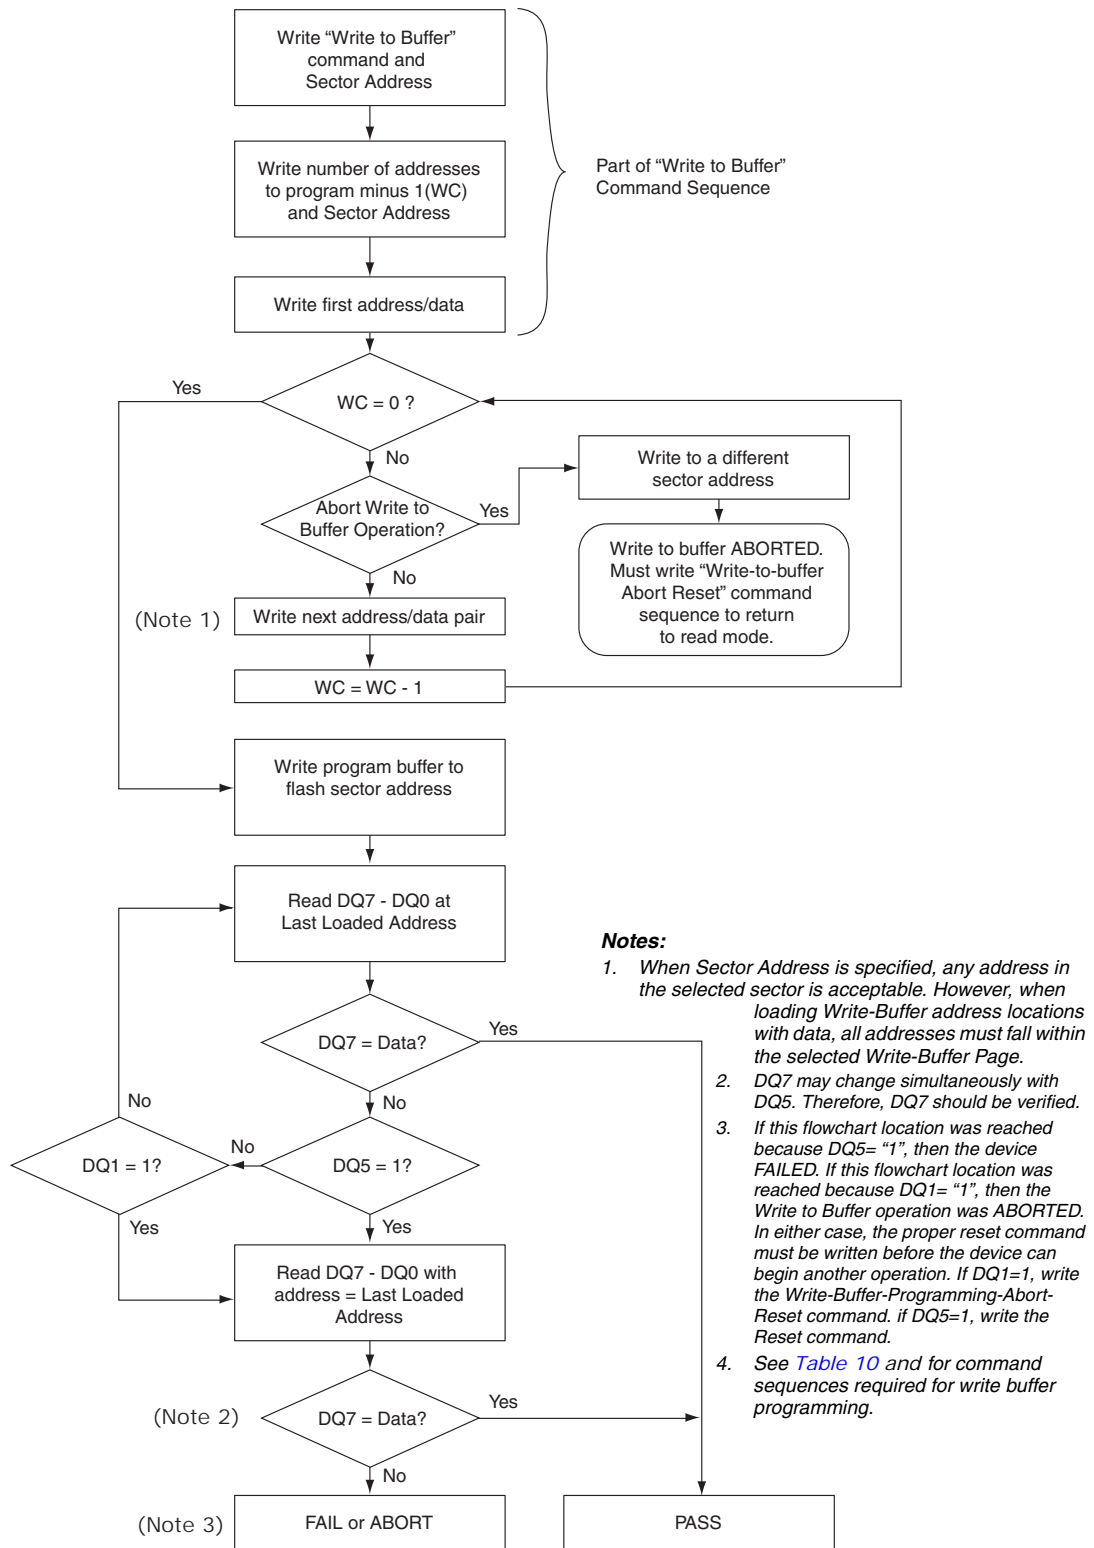 Write “Write to Buffer”
command and
Sector Address
Write number of addresses
to program minus 1(WC)
and Sector Address
Part of “Write to Buffer”
Command Sequence
Write first address/data
Yes
WC = 0 ?
No
Abort Write to
Buffer Operation?
Yes
Write to a different
sector address
Write to buffer ABORTED.
Must write “Write-to-buffer
Abort Reset” command
sequence to return
to read mode.
No
(Note 1)
Write next address/data pair
WC = WC - 1
Write program buffer to
flash sector address
Read DQ7 - DQ0 at
Last Loaded Address
DQ7 = Data?
Yes
No
No
DQ1 = 1?
No
DQ5 = 1?
Yes
Yes
Read DQ7 - DQ0 with
address = Last Loaded
Address
(Note 2)
DQ7 = Data?
Yes
No
(Note 3)
FAIL or ABORT
PASS
Notes:
1. When Sector Address is specified, any address in
the selected sector is acceptable. However, when
loading Write-Buffer address locations
with data, all addresses must fall within
the selected Write-Buffer Page.
2. DQ7 may change simultaneously with
DQ5. Therefore, DQ7 should be verified.
3. If this flowchart location was reached
because DQ5= “1”, then the device
FAILED. If this flowchart location was
reached because DQ1= “1”, then the
Write to Buffer operation was ABORTED.
In either case, the proper reset command
must be written before the device can
begin another operation. If DQ1=1, write
the Write-Buffer-Programming-Abort-
Reset command. if DQ5=1, write the
Reset command.
4. See Table 10 and for command
sequences required for write buffer
programming.